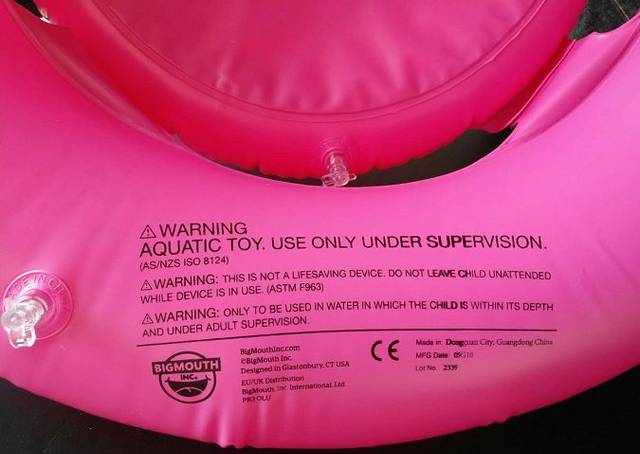 ⚠ WARNING
AQUATIC TOY. USE ONLY UNDER SUPERVISION.
(AS/NZS ISO 8124)
⚠ WARNING: THIS IS NOT A LIFESAVING DEVICE. DO NOT LEAVE CHILD UNATTENDED
WHILE DEVICE IS IN USE. (ASTM F963)
⚠ WARNING: ONLY TO BE USED IN WATER IN WHICH THE CHILD IS WITHIN ITS DEPTH
AND UNDER ADULT SUPERVISION.
BIGMOUTH
INC.
BigMouthInc.com
©BigMouth Inc.
Designed in Glastonbury, CT USA
EU/UK Distribution
BigMouth Inc. International Ltd
PR3 OLU
CE
Made in: Dongguan City, Guangdong China
MFG Date:
Lot No. 2339